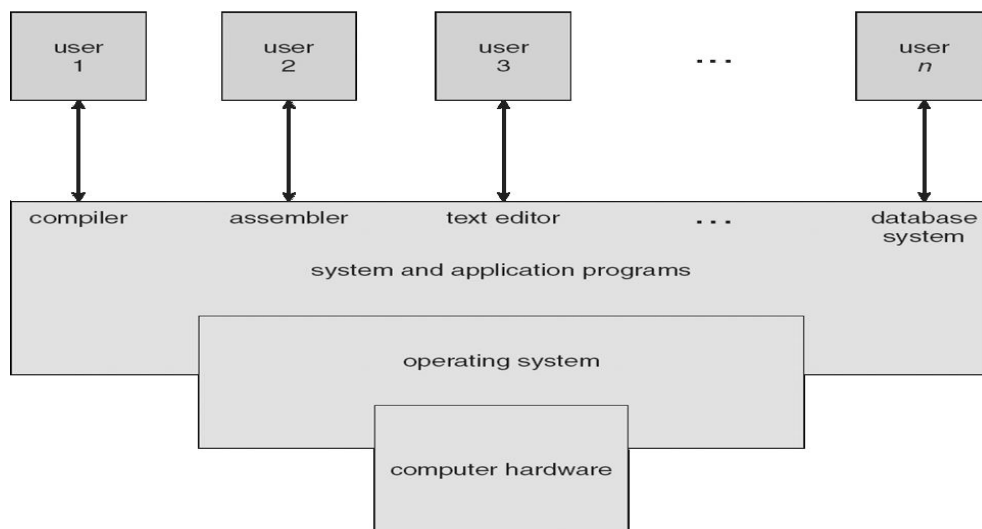 user
1
user
2
user
3
...
user
n
compiler
assembler
text editor
...
database
system
system and application programs
operating system
computer hardware